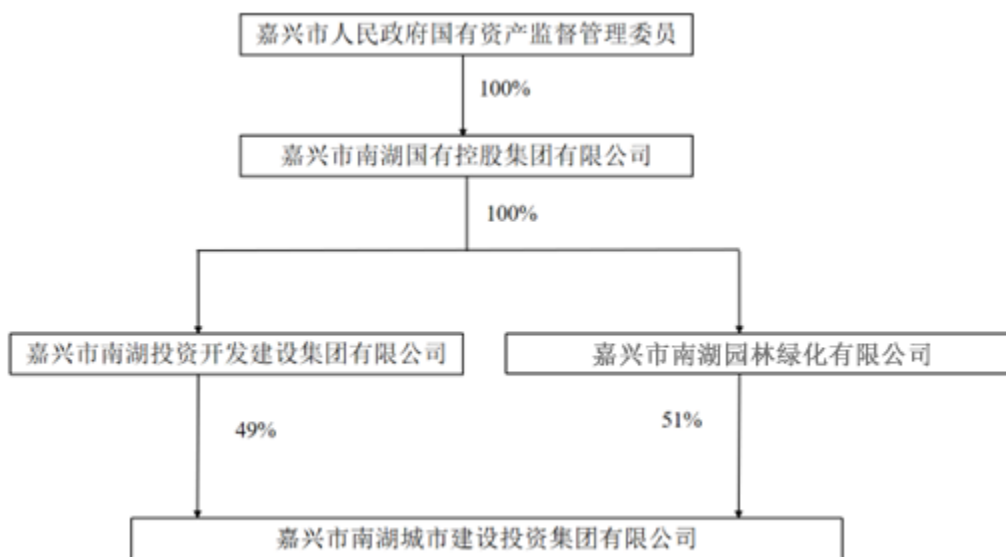 嘉兴市人民政府国有资产监督管理委员
100%
嘉兴市南湖国有控股集团有限公司
100%
嘉兴市南湖投资开发建设集团有限公司
嘉兴市南湖园林绿化有限公司
49%
51%
嘉兴市南湖城市建设投资集团有限公司